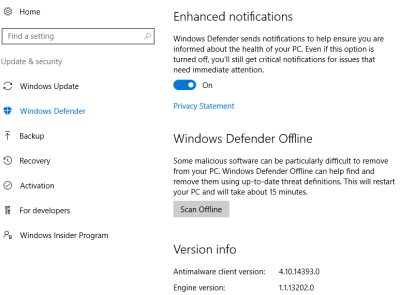 Home
Enhanced notifications
Find a setting
Windows Defender sends notifications to help ensure you are
informed about the health of your PC. Even if this option is
turned off, you'll still get critical notifications for issues that
need immediate attention.
Update & security
On
Windows Update
Privacy Statement
Windows Defender
Backup
Windows Defender Offline
Recovery
Some malicious software can be particularly difficult to remove
from your PC. Windows Defender Offline can help find and
remove them using up-to-date threat definitions. This will restart
your PC and will take about 15 minutes.
Activation
For developers
Scan Offline
Windows Insider Program
Version info
Antimalware client version: 4.10.14393.0
Engine version: 1.1.13202.0